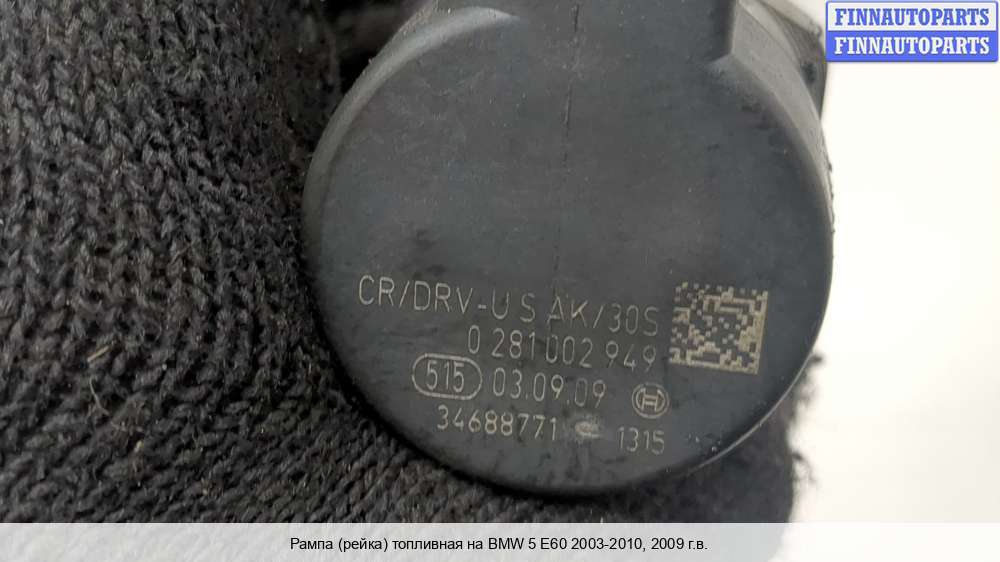 FINNAUTOPARTS
FINNAUTOPARTS
CR/DRV-U S AK/30S
0 281 002 949
515 03.09.09
34688771 1315
Рампа (рейка) топливная на BMW 5 E60 2003-2010, 2009 г.в.